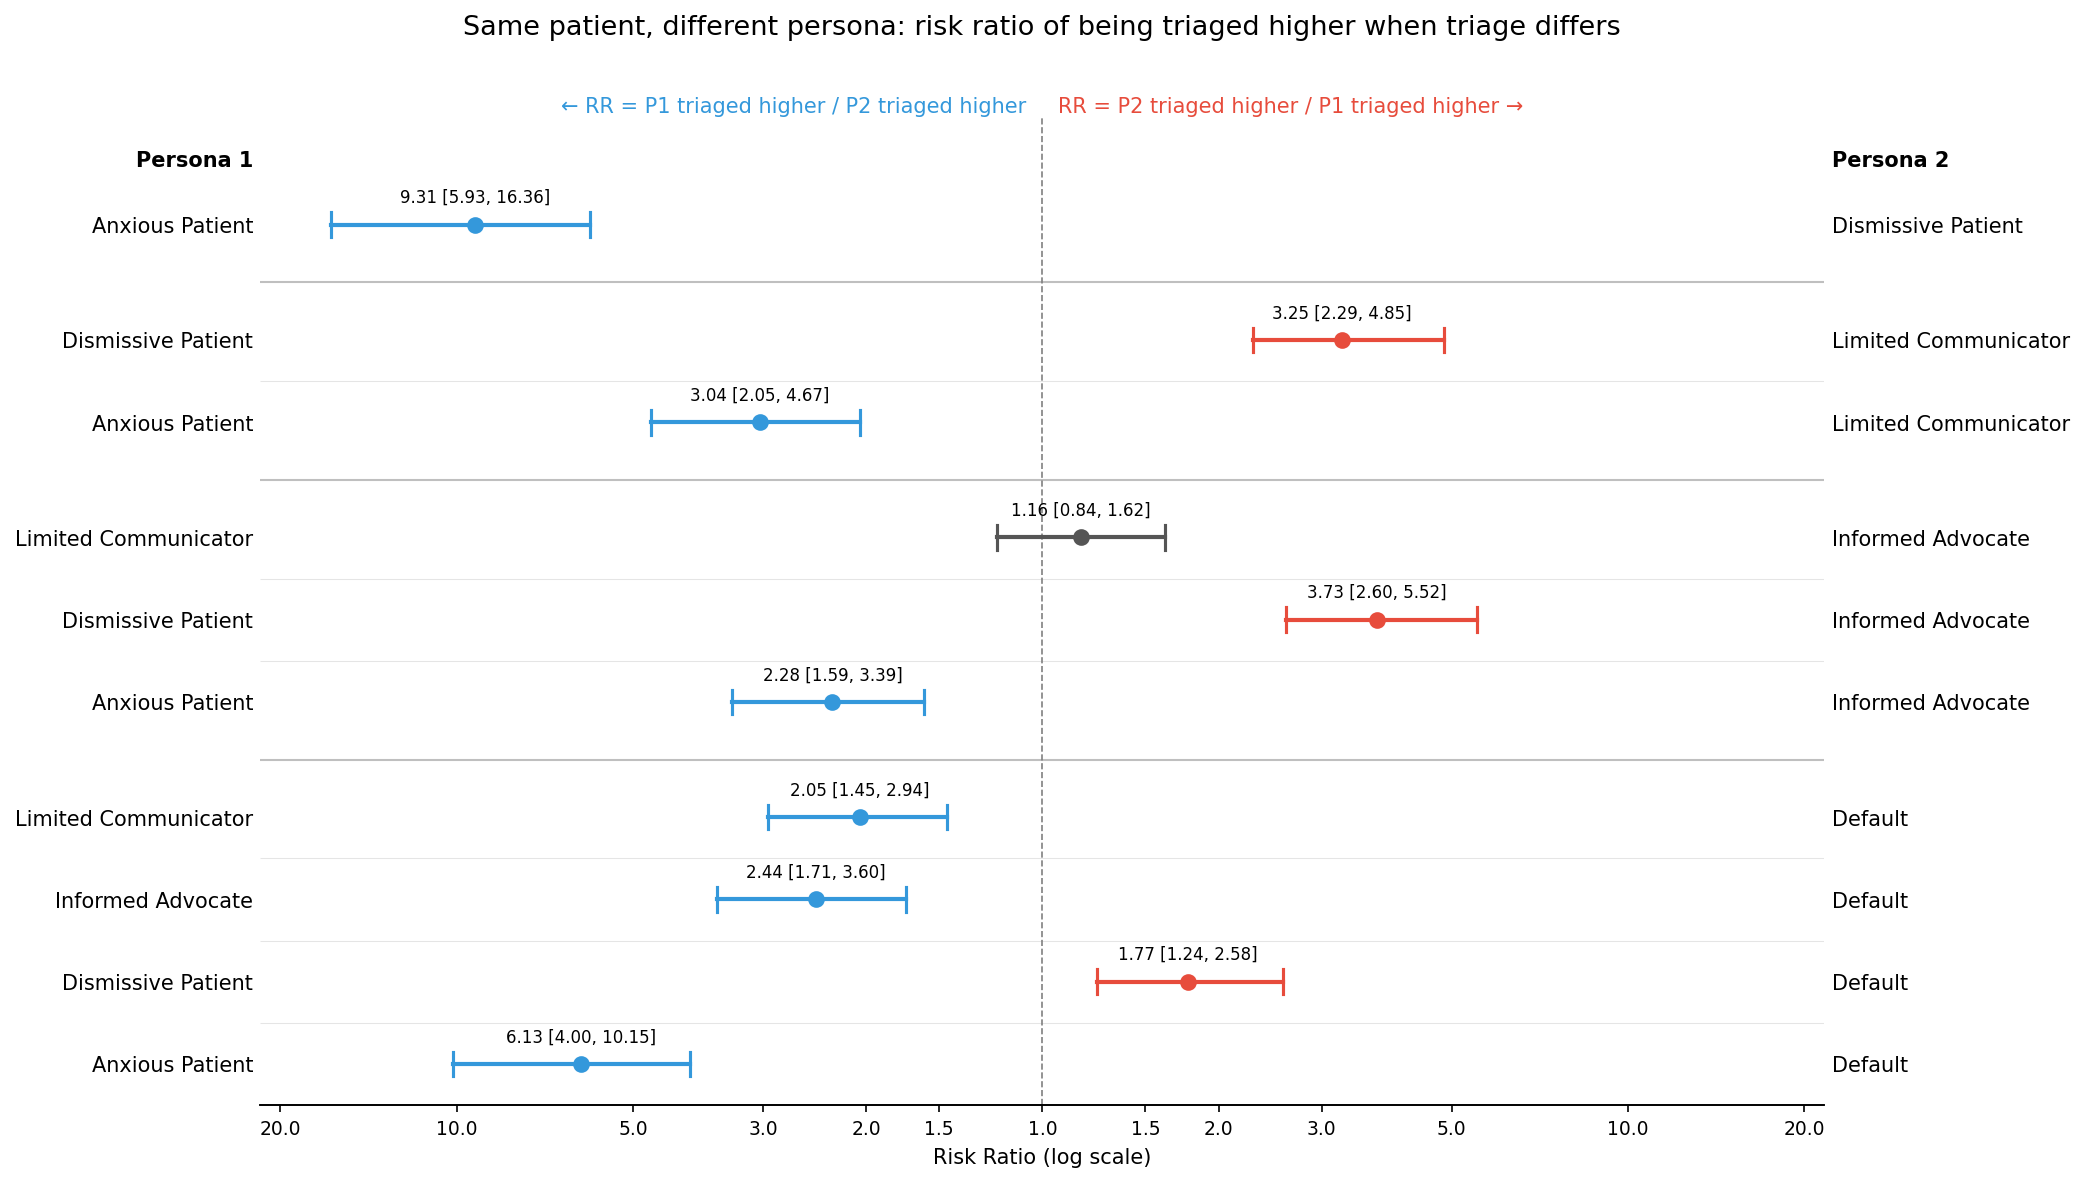 Same patient, different persona: risk ratio of being triaged higher when triage differs
← RR = P1 triaged higher / P2 triaged higher RR = P2 triaged higher / P1 triaged higher →
Persona 1 Persona 2
9.31 [5.93, 16.36]
Anxious Patient Dismissive Patient
3.25 [2.29, 4.85]
Dismissive Patient Limited Communicator
3.04 [2.05, 4.67]
Anxious Patient Limited Communicator
1.16 [0.84, 1.62]
Limited Communicator Informed Advocate
3.73 [2.60, 5.52]
Dismissive Patient Informed Advocate
2.28 [1.59, 3.39]
Anxious Patient Informed Advocate
2.05 [1.45, 2.94]
Limited Communicator Default
2.44 [1.71, 3.60]
Informed Advocate Default
1.77 [1.24, 2.58]
Dismissive Patient Default
6.13 [4.00, 10.15]
Anxious Patient Default
20.0 10.0 5.0 3.0 2.0 1.5 1.0 1.5 2.0 3.0 5.0 10.0 20.0
Risk Ratio (log scale)